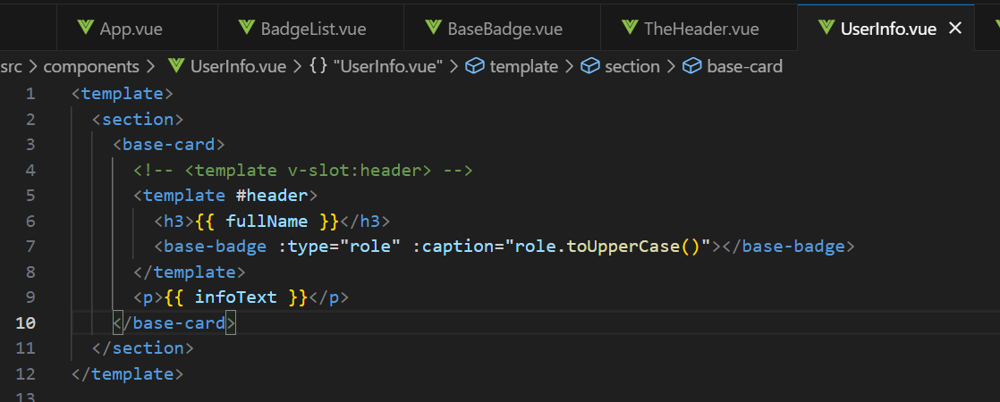 App.vue BadgeList.vue BaseBadge.vue TheHeader.vue UserInfo.vue
src > components > UserInfo.vue > {} "UserInfo.vue" > template > section > base-card
1 <template>
2 <section>
3 <base-card>
4 <!-- <template v-slot:header> -->
5 <template #header>
6 <h3>{{ fullName }}</h3>
7 <base-badge :type="role" :caption="role.toUpperCase()"></base-badge>
8 </template>
9 <p>{{ infoText }}</p>
10 </base-card>
11 </section>
12 </template>
13